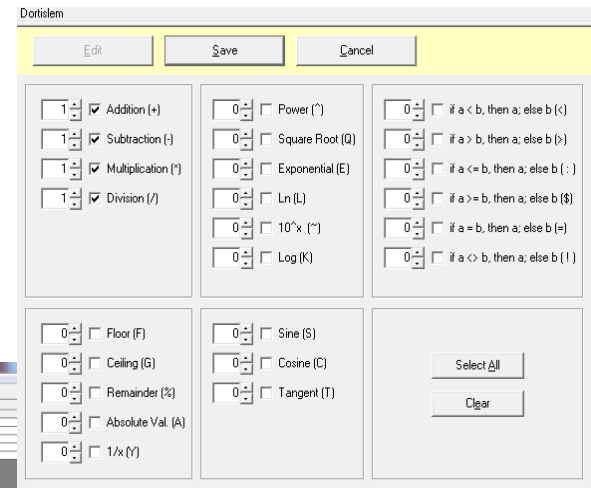 Dortislem
Edit Save Cancel
1 Addition (+)
1 Subtraction (-)
1 Multiplication (*)
1 Division (/)
0 Power (^)
0 Square Root (Q)
0 Exponential (E)
0 Ln (L)
0 10^x (~)
0 Log (K)
0 if a < b, then a; else b (<)
0 if a > b, then a; else b (>)
0 if a <= b, then a; else b ( : )
0 if a >= b, then a; else b ($)
0 if a = b, then a; else b (=)
0 if a <> b, then a; else b ( ! )
0 Floor (F)
0 Ceiling (G)
0 Remainder (%)
0 Absolute Val. (A)
0 1/x (Y)
0 Sine (S)
0 Cosine (C)
0 Tangent (T)
Select All
Clear